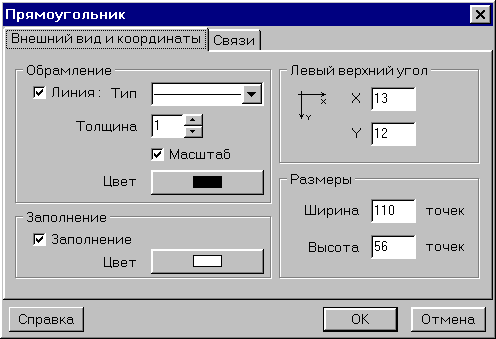 Прямоугольник
Внешний вид и координаты
Связи
Обрамление
Линия: Тип
Толщина 1
Масштаб
Цвет
Заполнение
Заполнение
Цвет
Левый верхний угол
X
Y
X 13
Y 12
Размеры
Ширина 110 точек
Высота 56 точек
Справка
OK
Отмена